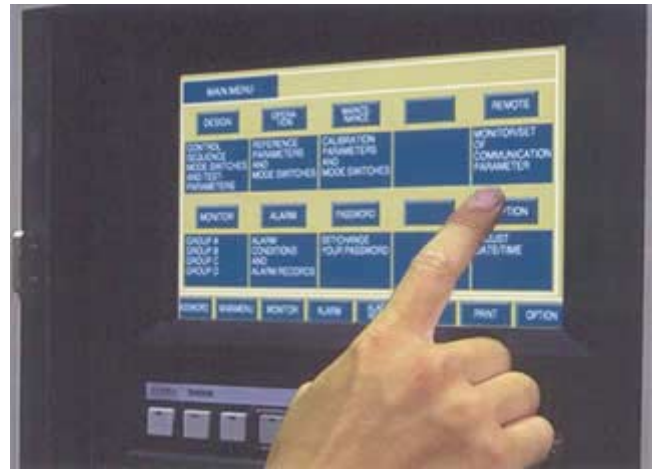 MAIN MENU
DESIGN
OPERA-
TION
MAINTE-
NANCE
REMOTE
CONTROL
SEQUENCE
MODE SWITCHES
AND TEST
PARAMETERS
REFERENCE
PARAMETERS
AND
MODE SWITCHES
CALIBRATION
PARAMETERS
AND
MODE SWITCHES
MONITOR/SET
OF
COMMUNICATION
PARAMETER
MONITOR
ALARM
PASSWORD
PTION
GROUP A
GROUP B
GROUP C
GROUP D
ALARM
CONDITIONS
AND
ALARM RECORDS
SET/CHANGE
YOUR PASSWORD
DATE/TIME
MAINMENU
MONITOR
ALARM
PRINT
OPTION